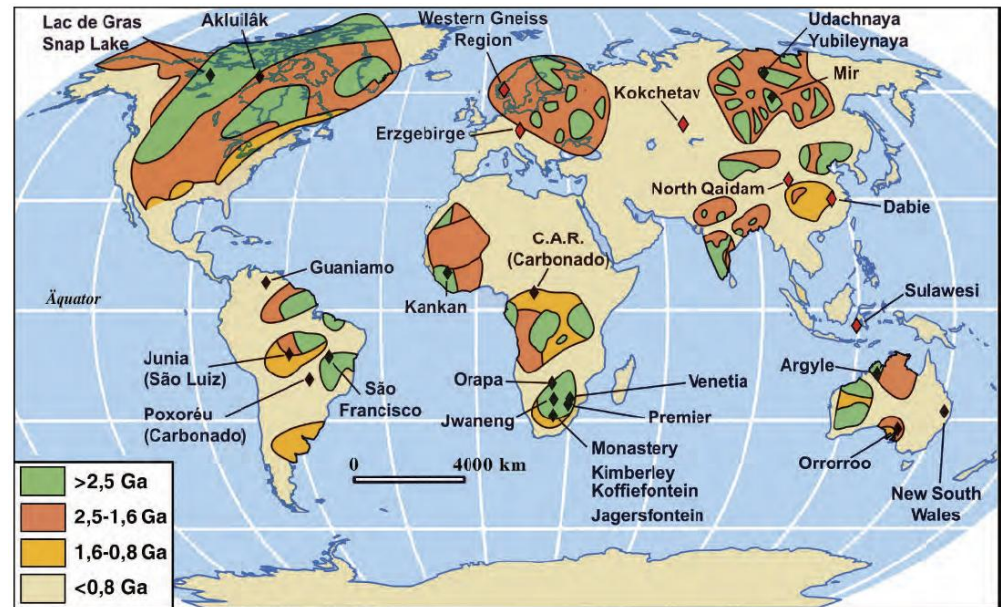 Lac de Gras
Snap Lake
Akluilâk
Western Gneiss
Region
Udachnaya
Yubileynaya
Mir
Kokchetav
Erzgebirge
North Qaidam
Dabie
C.A.R.
(Carbonado)
Guaniamo
Kankan
Äquator
Sulawesi
Junia
(São Luiz)
São
Francisco
Poxoréu
(Carbonado)
Orapa
Jwaneng
Venetia
Premier
Argyle
Monastery
Kimberley
Koffiefontein
Jagersfontein
Orrorroo
New South
Wales
0 4000 km
>2,5 Ga
2,5-1,6 Ga
1,6-0,8 Ga
<0,8 Ga